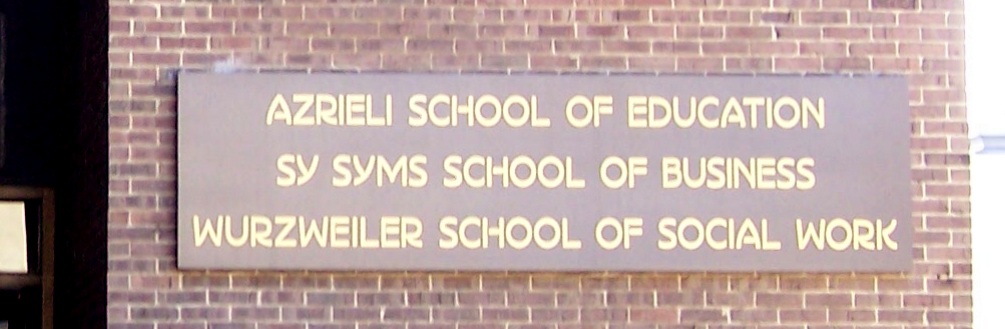 AZRIELI SCHOOL OF EDUCATION
SY SYMS SCHOOL OF BUSINESS
WURZWEILER SCHOOL OF SOCIAL WORK